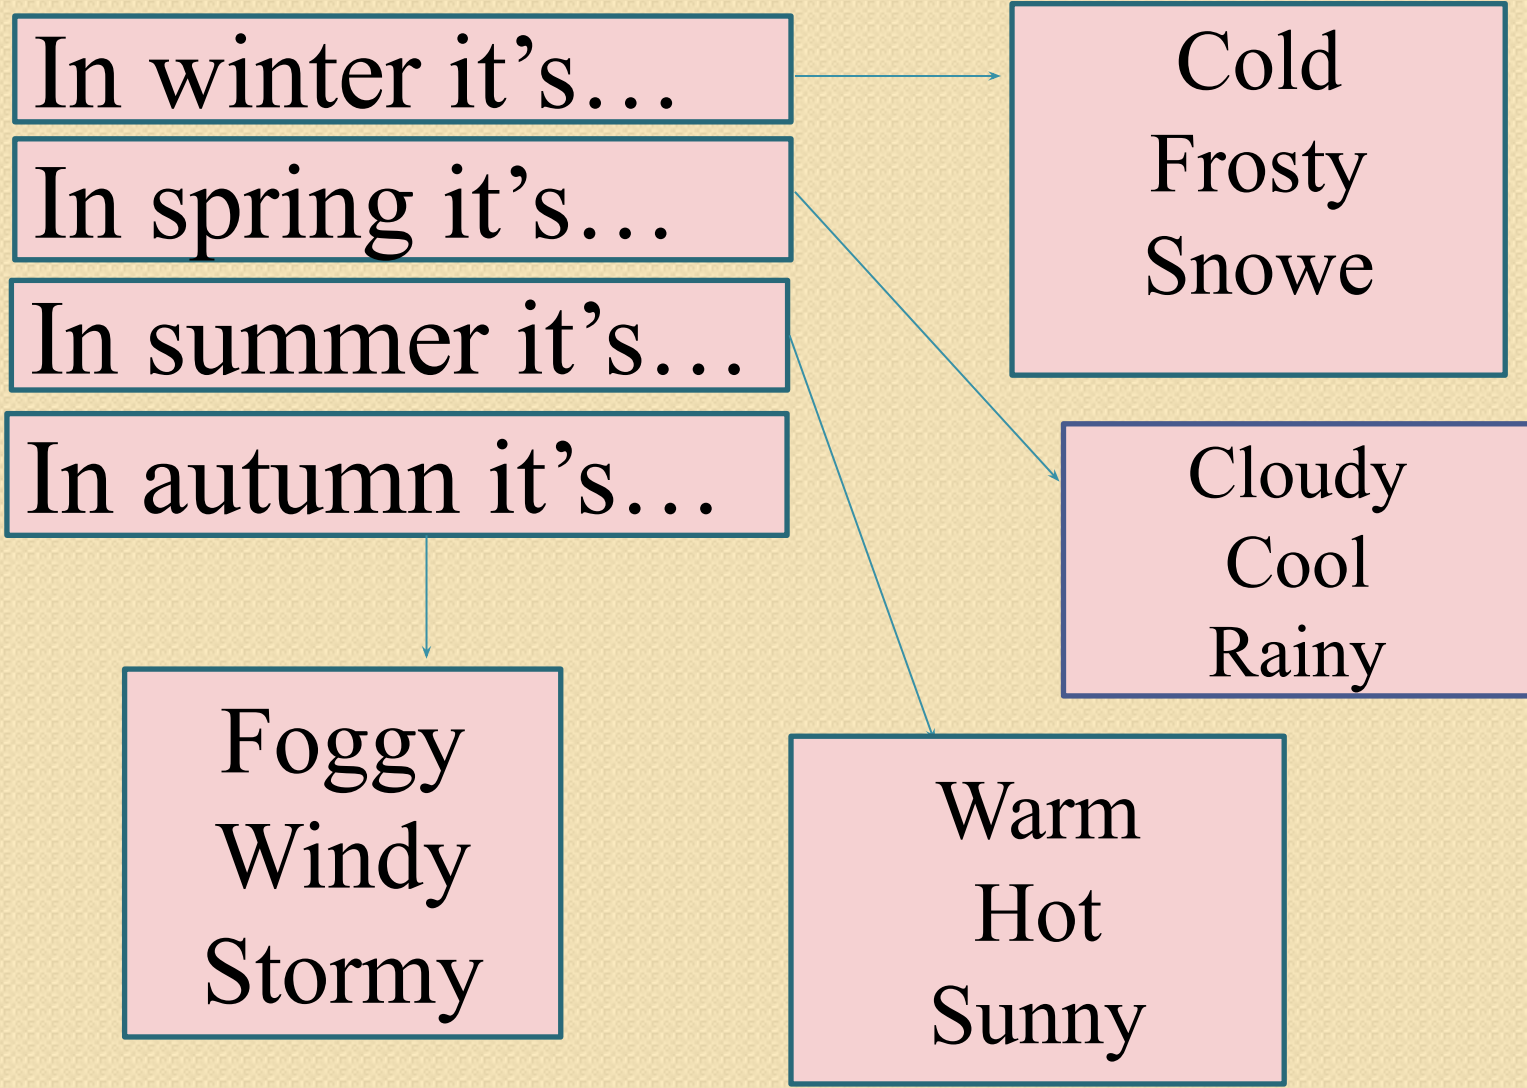 In winter it’s…
In spring it’s…
In summer it’s…
In autumn it’s…
Cold
Frosty
Snowe
Cloudy
Cool
Rainy
Foggy
Windy
Stormy
Warm
Hot
Sunny